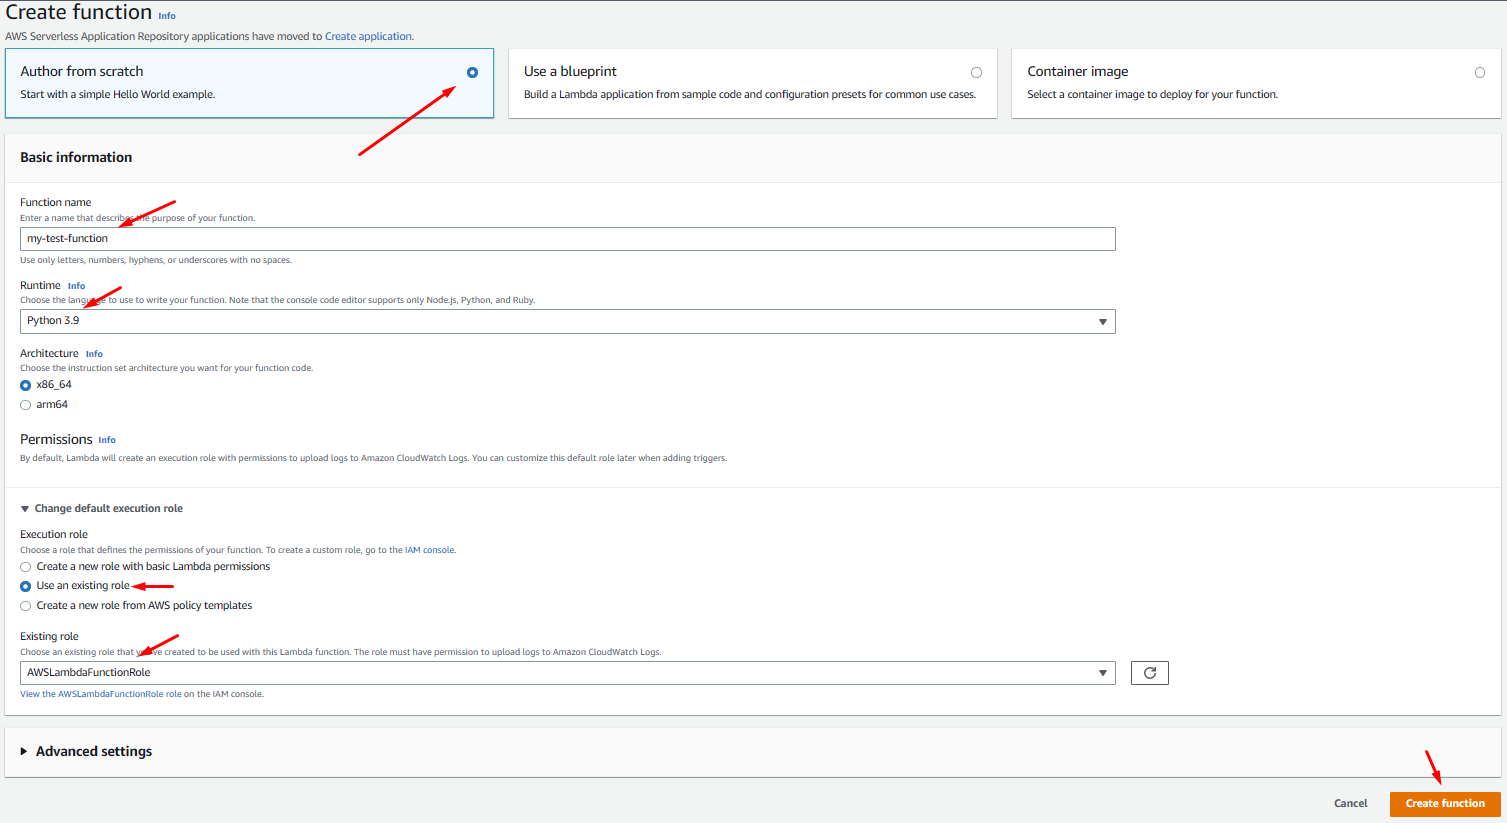 Create function Info
AWS Serverless Application Repository applications have moved to Create application.
Author from scratch
Start with a simple Hello World example.
Use a blueprint
Build a Lambda application from sample code and configuration presets for common use cases.
Container image
Select a container image to deploy for your function.
Basic information
Function name
Enter a name that describes the purpose of your function.
my-test-function
Use only letters, numbers, hyphens, or underscores with no spaces.
Runtime Info
Choose the language to use to write your function. Note that the console code editor supports only Node.js, Python, and Ruby.
Python 3.9
Architecture Info
Choose the instruction set architecture you want for your function code.
x86_64
arm64
Permissions Info
By default, Lambda will create an execution role with permissions to upload logs to Amazon CloudWatch Logs. You can customize this default role later when adding triggers.
Change default execution role
Execution role
Choose a role that defines the permissions of your function. To create a custom role, go to the IAM console.
Create a new role with basic Lambda permissions
Use an existing role
Create a new role from AWS policy templates
Existing role
Choose an existing role that you've created to be used with this Lambda function. The role must have permission to upload logs to Amazon CloudWatch Logs.
AWSLambdaFunctionRole
View the AWSLambdaFunctionRole role on the IAM console.
Advanced settings
Cancel
Create function